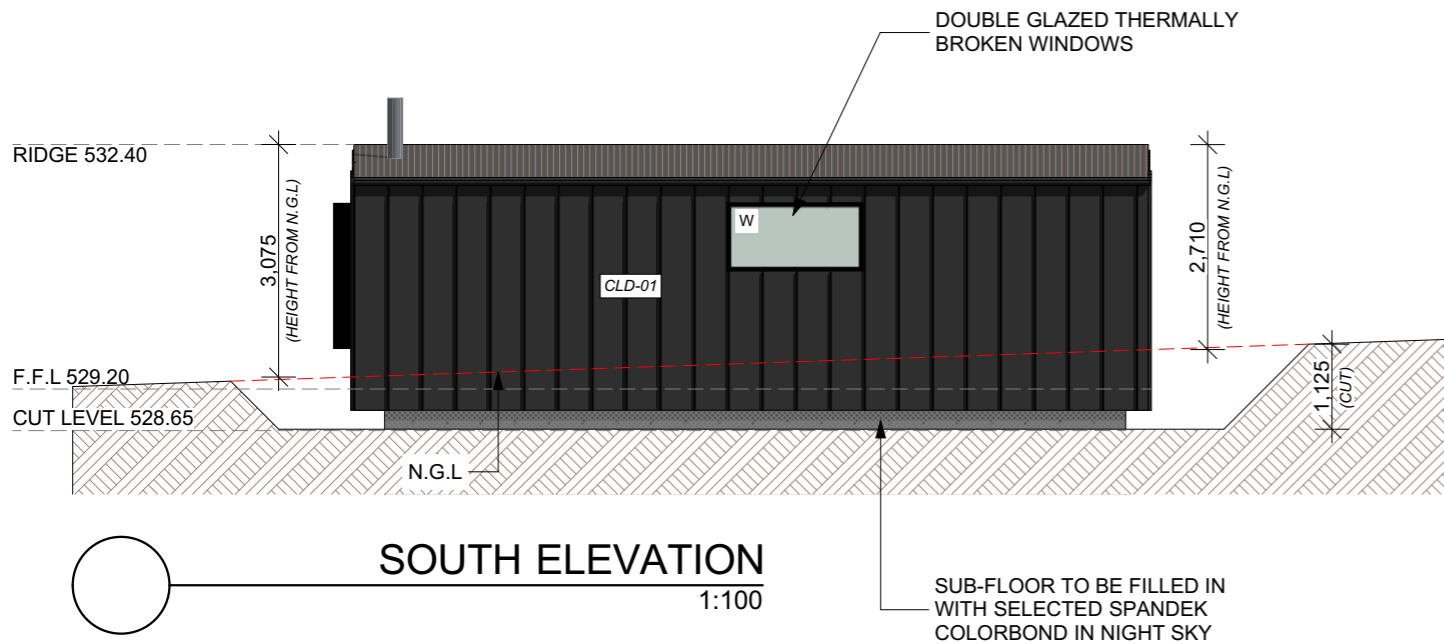 DOUBLE GLAZED THERMALLY
BROKEN WINDOWS
RIDGE 532.40
3,075
(HEIGHT FROM N.G.L)
W
CLD-01
2,710
(HEIGHT FROM N.G.L)
F.F.L 529.20
CUT LEVEL 528.65
1,125
(CUT)
N.G.L
SOUTH ELEVATION
1:100
SUB-FLOOR TO BE FILLED IN
WITH SELECTED SPANDEK
COLORBOND IN NIGHT SKY